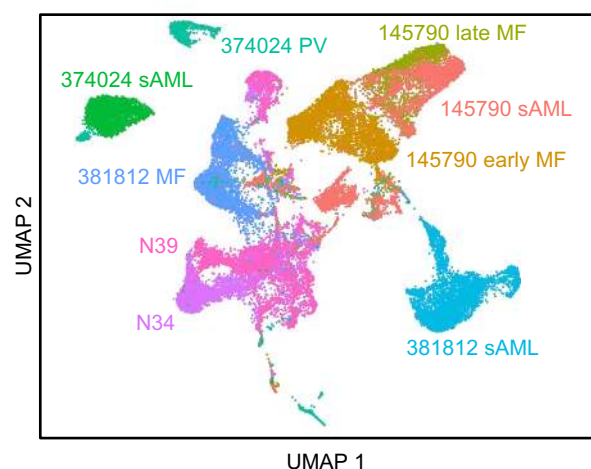 145790 late MF
374024 PV
374024 sAML
145790 sAML
145790 early MF
381812 MF
UMAP 2
N39
N34
381812 sAML
UMAP 1